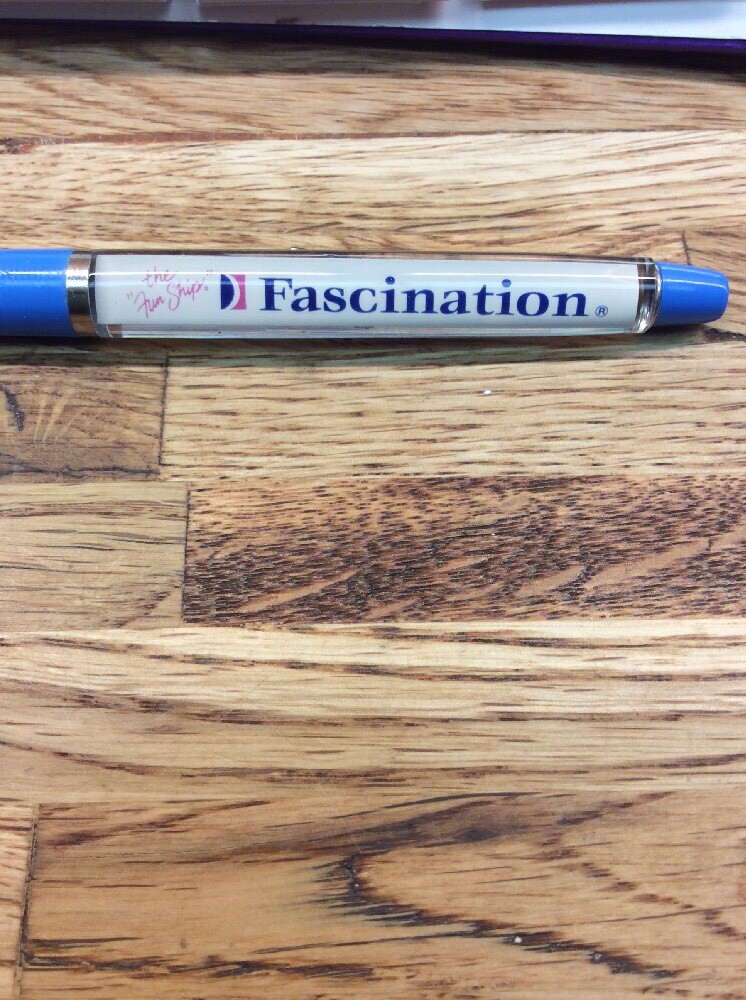 the
"Fun Ship."
Fascination®